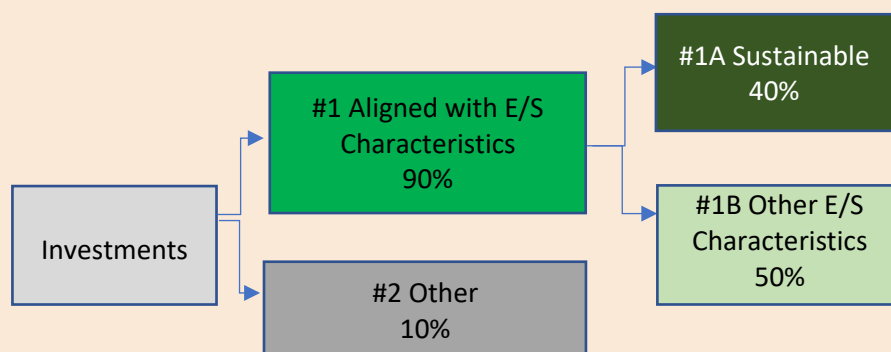 Investments
#1 Aligned with E/S
Characteristics
90%
#2 Other
10%
#1A Sustainable
40%
#1B Other E/S
Characteristics
50%